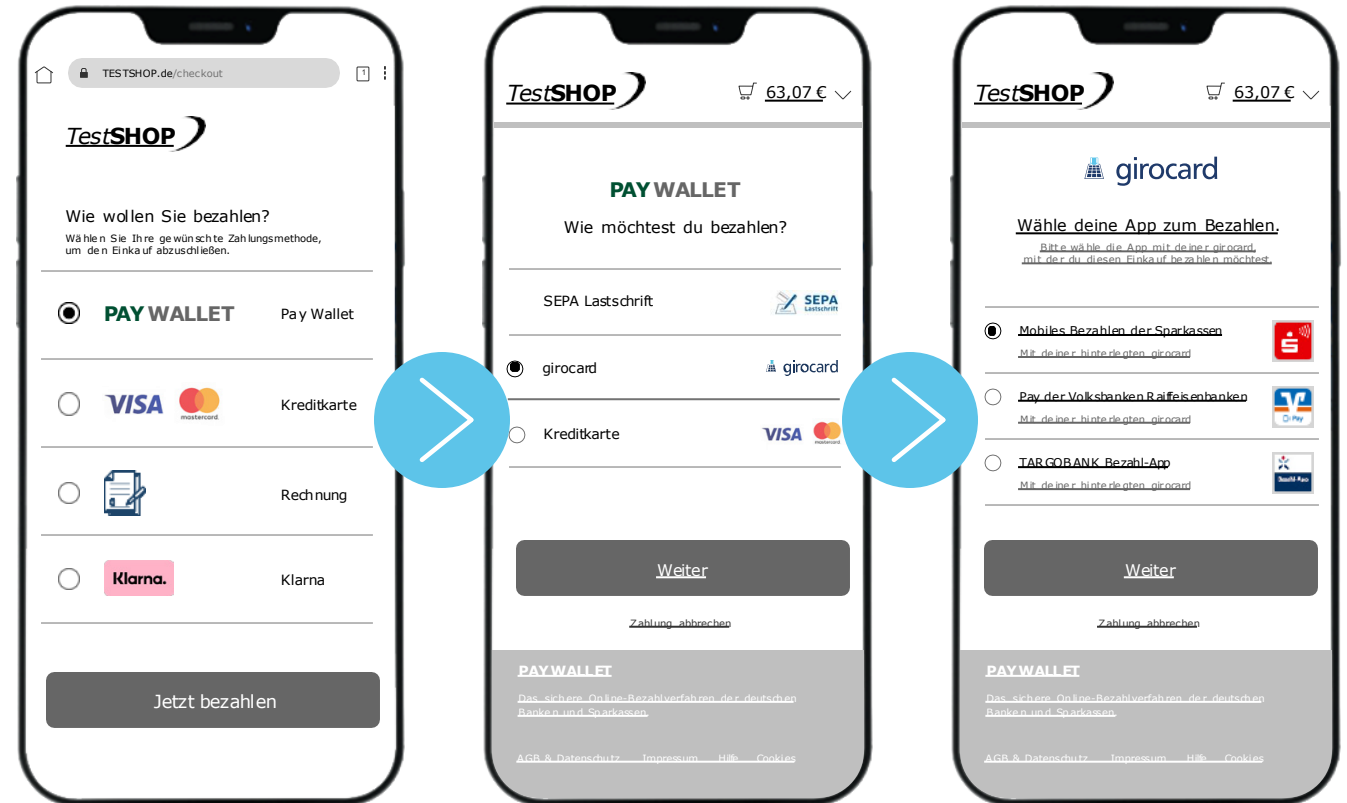 TESTSHOP.de/checkout
1
TestSHOP
Wie wollen Sie bezahlen?
Wählen Sie Ihre gewünschte Zahlungsmethode,
um den Einkauf abzuschließen.
PAY WALLET Pay Wallet
VISA mastercard Kreditkarte
Rechnung
Klarna. Klarna
Jetzt bezahlen
TestSHOP 63,07 €
PAY WALLET
Wie möchtest du bezahlen?
SEPA Lastschrift SEPA
Lastschrift
girocard girocard
Kreditkarte VISA mastercard
Weiter
Zahlung abbrechen
PAY WALLET
Das sichere Online-Bezahlverfahren der deutschen
Banken und Sparkassen.
AGB & Datenschutz Impressum Hilfe Cookies
TestSHOP 63,07 €
girocard
Wähle deine App zum Bezahlen.
Bitte wähle die App mit deiner girocard,
mit der du diesen Einkauf bezahlen möchtest.
Mobiles Bezahlen der Sparkassen
Mit deiner hinterlegten girocard
Pay der Volksbanken Raiffeisenbanken
Mit deiner hinterlegten girocard
Pay
TARGOBANK Bezahl-App
Mit deiner hinterlegten girocard
Bezahl-App
Weiter
Zahlung abbrechen
PAY WALLET
Das sichere Online-Bezahlverfahren der deutschen
Banken und Sparkassen.
AGB & Datenschutz Impressum Hilfe Cookies